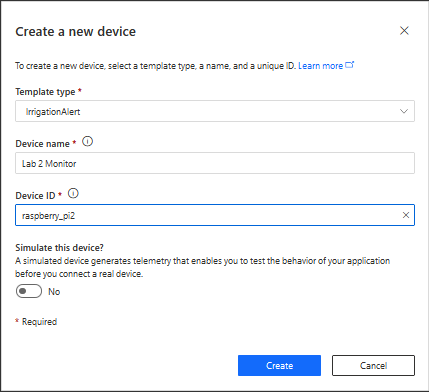 Create a new device
To create a new device, select a template type, a name, and a unique ID. Learn more
Template type *
IrrigationAlert
Device name *
Lab 2 Monitor
Device ID *
raspberry_pi2
Simulate this device?
A simulated device generates telemetry that enables you to test the behavior of your application
before you connect a real device.
No
* Required
Create Cancel